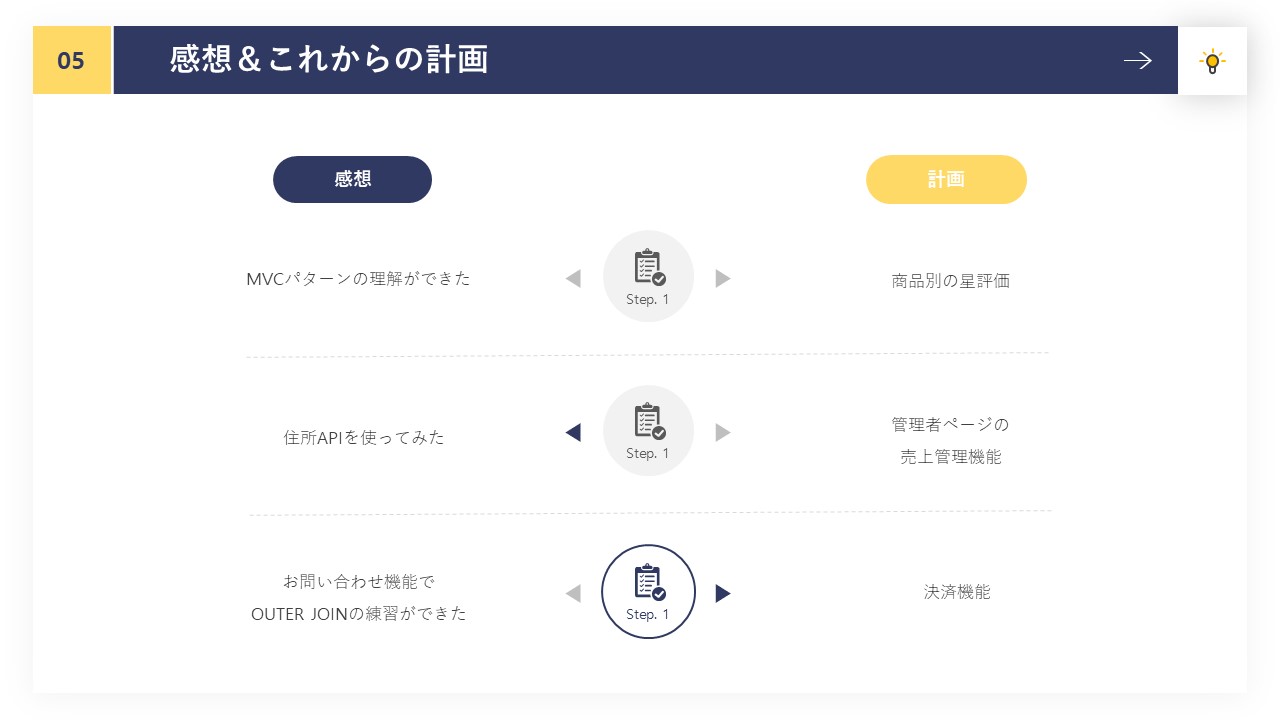 05
感想＆これからの計画
感想
計画
MVCパターンの理解ができた
Step. 1
商品別の星評価
住所APIを使ってみた
Step. 1
管理者ページの
売上管理機能
お問い合わせ機能で
OUTER JOINの練習ができた
Step. 1
決済機能